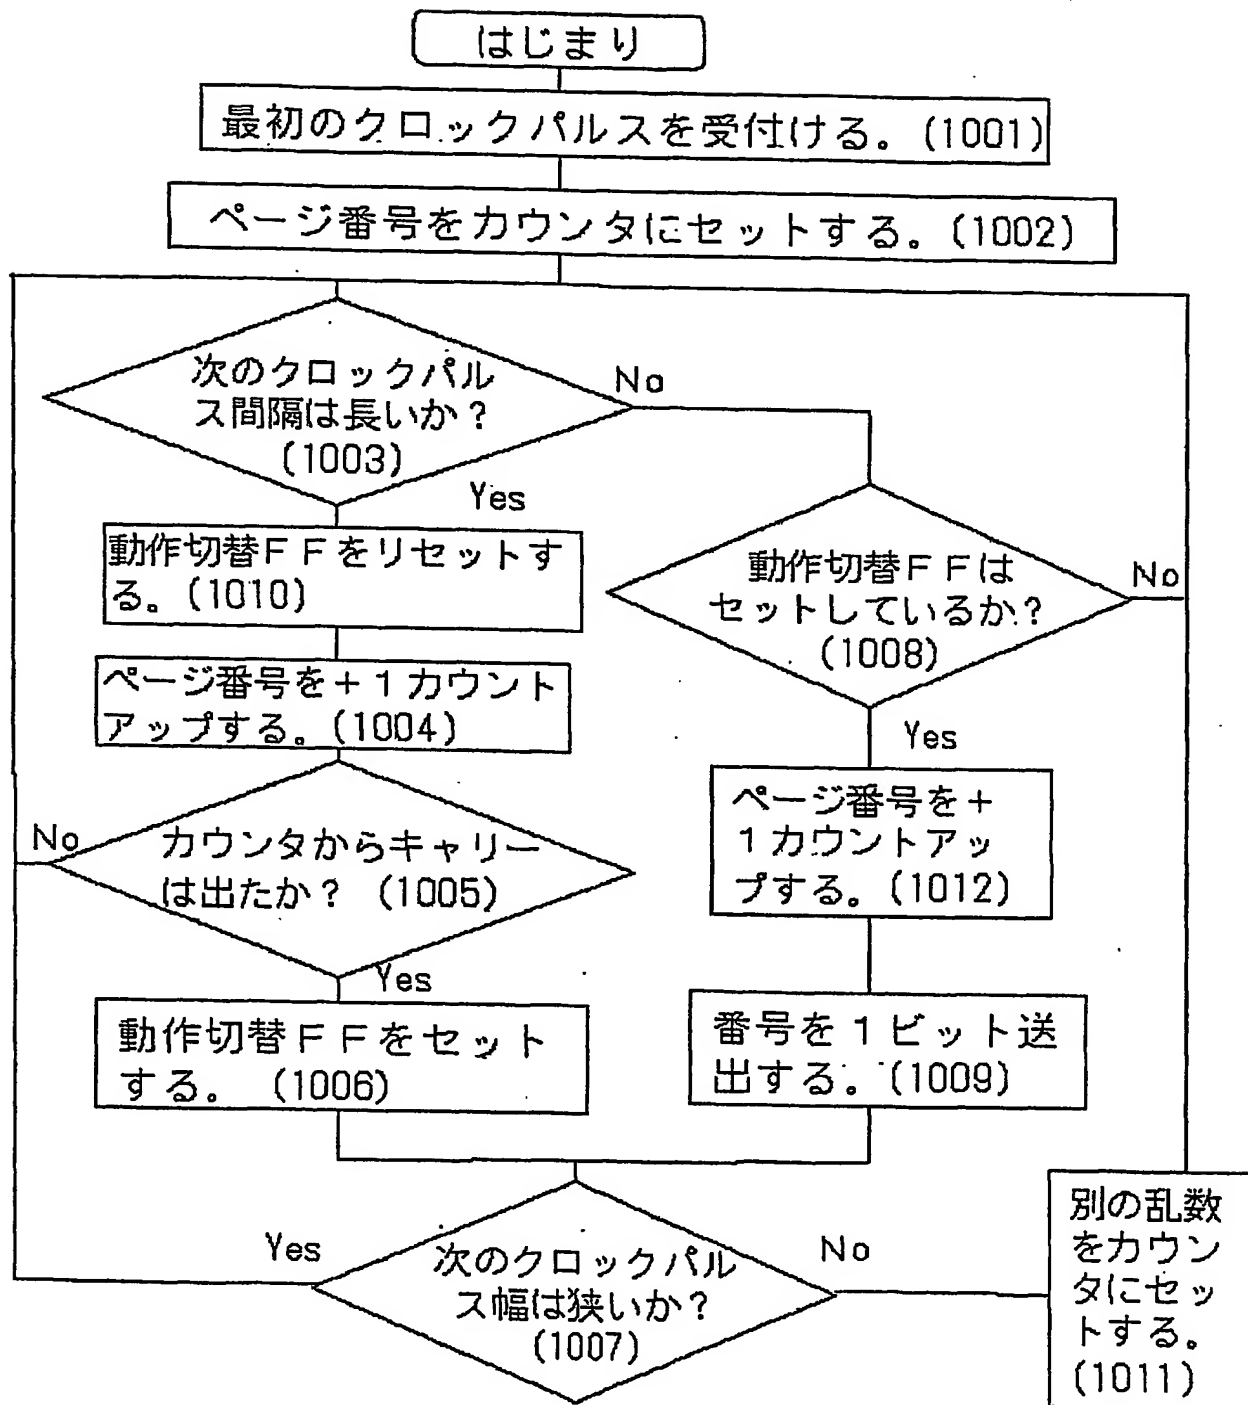 はじまり
最初のクロックパルスを受付ける。(1001)
ページ番号をカウンタにセットする。(1002)
次のクロックパル
ス間隔は長いか？
(1003)
No
Yes
動作切替ＦＦをリセットす
る。(1010)
動作切替ＦＦは
セットしているか？
(1008)
No
ページ番号を＋１カウント
アップする。(1004)
Yes
ページ番号を＋
１カウントアッ
プする。(1012)
No
カウンタからキャリー
は出たか？ (1005)
Yes
動作切替ＦＦをセット
する。 (1006)
番号を１ビット送
出する。(1009)
Yes
次のクロックパル
ス幅は狭いか？
(1007)
No
別の乱数
をカウン
タにセッ
トする。
(1011)